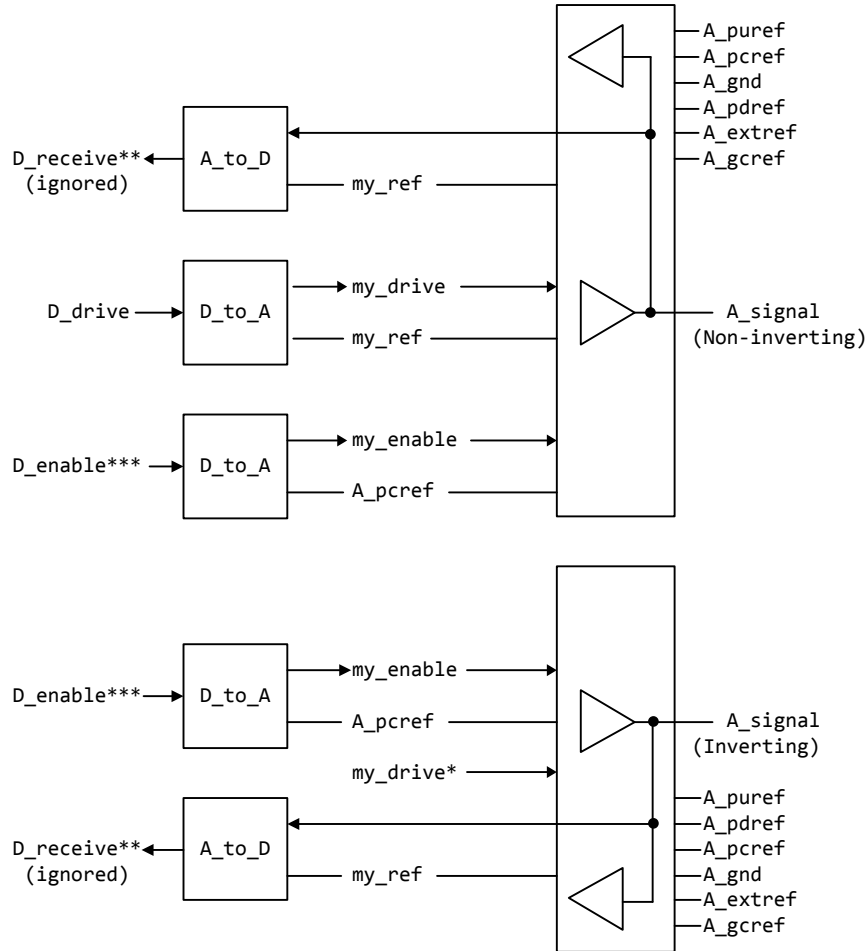 A_puref
A_pcref
A_gnd
A_pdref
A_extref
A_gcref
D_receive**
(ignored)
A_to_D
my_ref
D_drive
D_to_A
my_drive
my_ref
A_signal
(Non-inverting)
D_enable***
D_to_A
my_enable
A_pcref
D_enable***
D_to_A
my_enable
A_pcref
my_drive*
A_signal
(Inverting)
D_receive**
(ignored)
A_to_D
my_ref
A_puref
A_pdref
A_pcref
A_gnd
A_extref
A_gcref